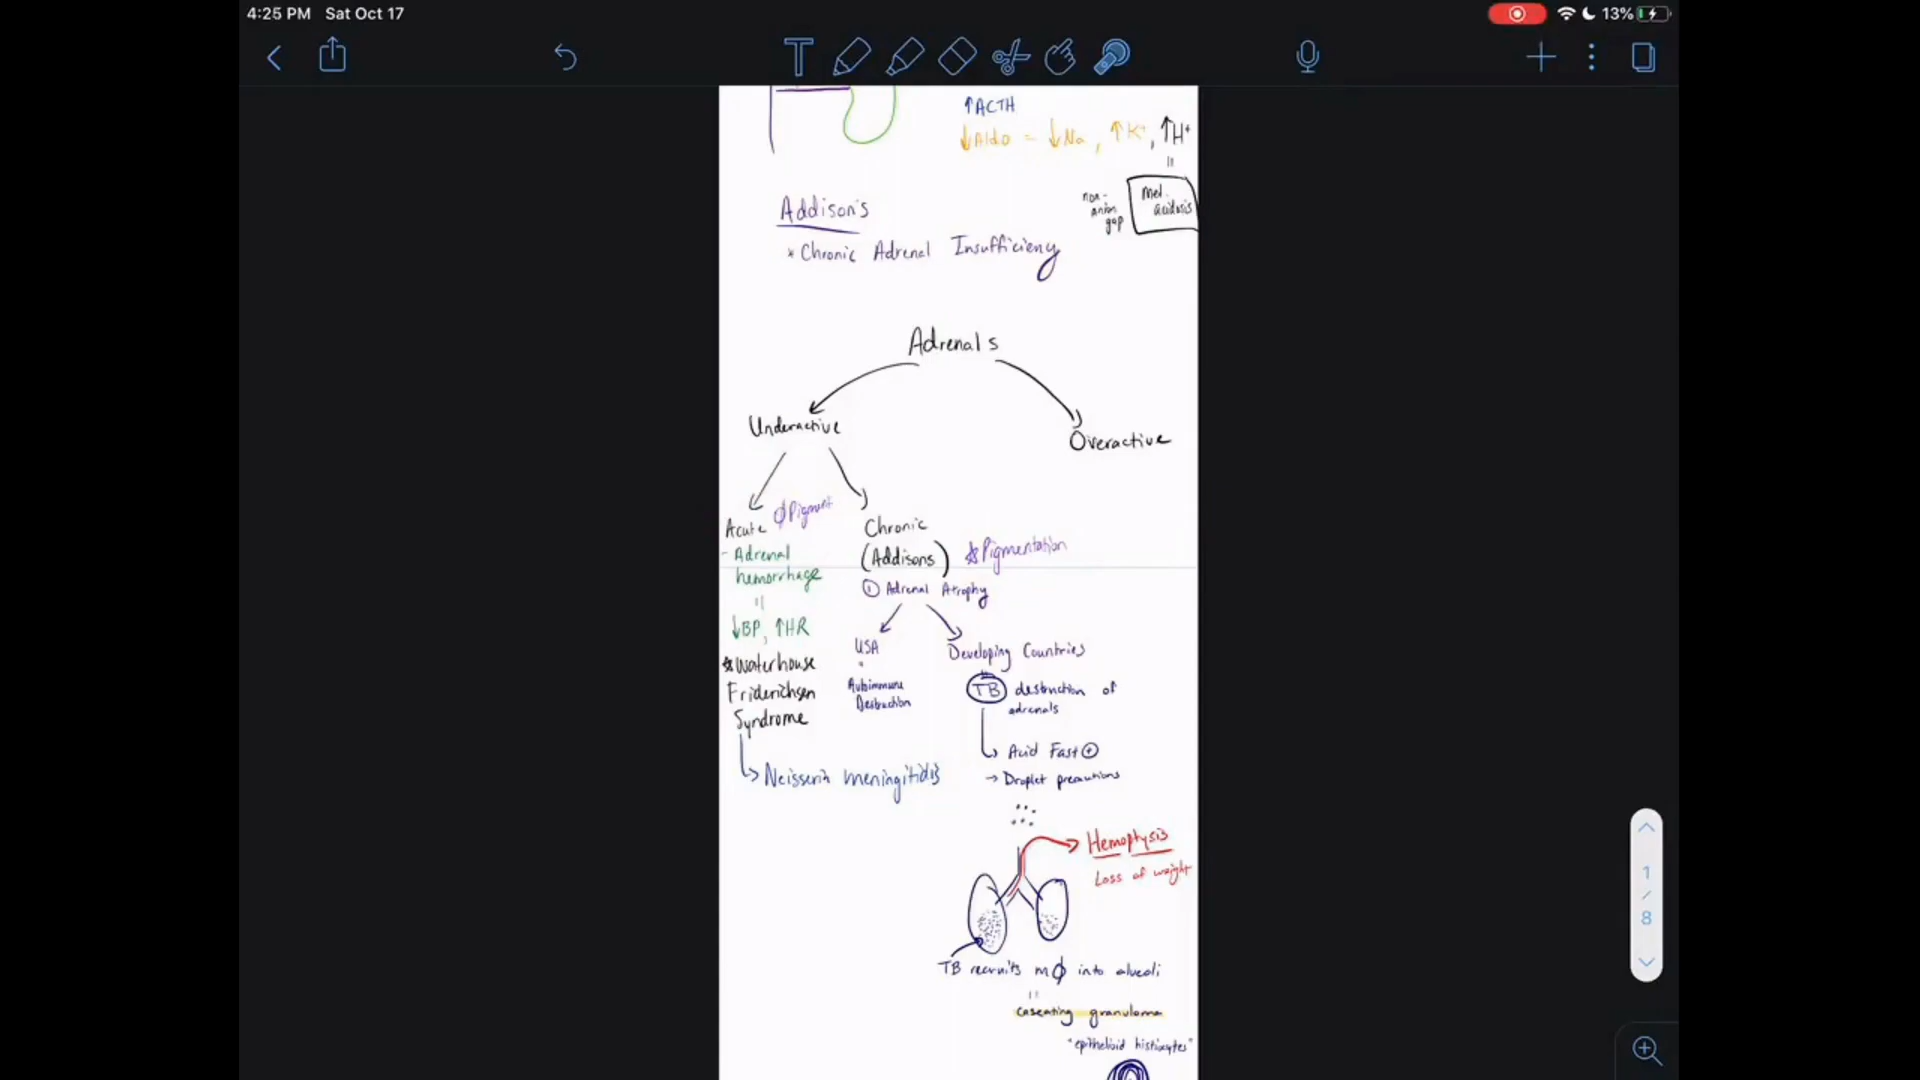 4:25 PM Sat Oct 17
13%
T
↑ACTH
↓Aldo = ↓Na, ↑K⁺, ↑H⁺
||
non-
anion
gap
Met.
acidosis
Addison's
* Chronic Adrenal Insufficiency
Adrenals
Underactive
Overactive
Acute
∅Pigment
Chronic
(Addisons)
☆Pigmentation
- Adrenal
hemorrhage
① Adrenal Atrophy
||
↓BP, ↑HR
USA
Developing Countries
☆Waterhouse
Friderichsen
Syndrome
Autoimmune
Destruction
TB destruction of
adrenals
↳ Acid Fast ⊕
→ Droplet precautions
↳ Neisseria meningitidis
Hemoptysis
Loss of weight
TB recruits mϕ into alveoli
||
caseating granuloma
"epithelioid histiocytes"
1
/
8